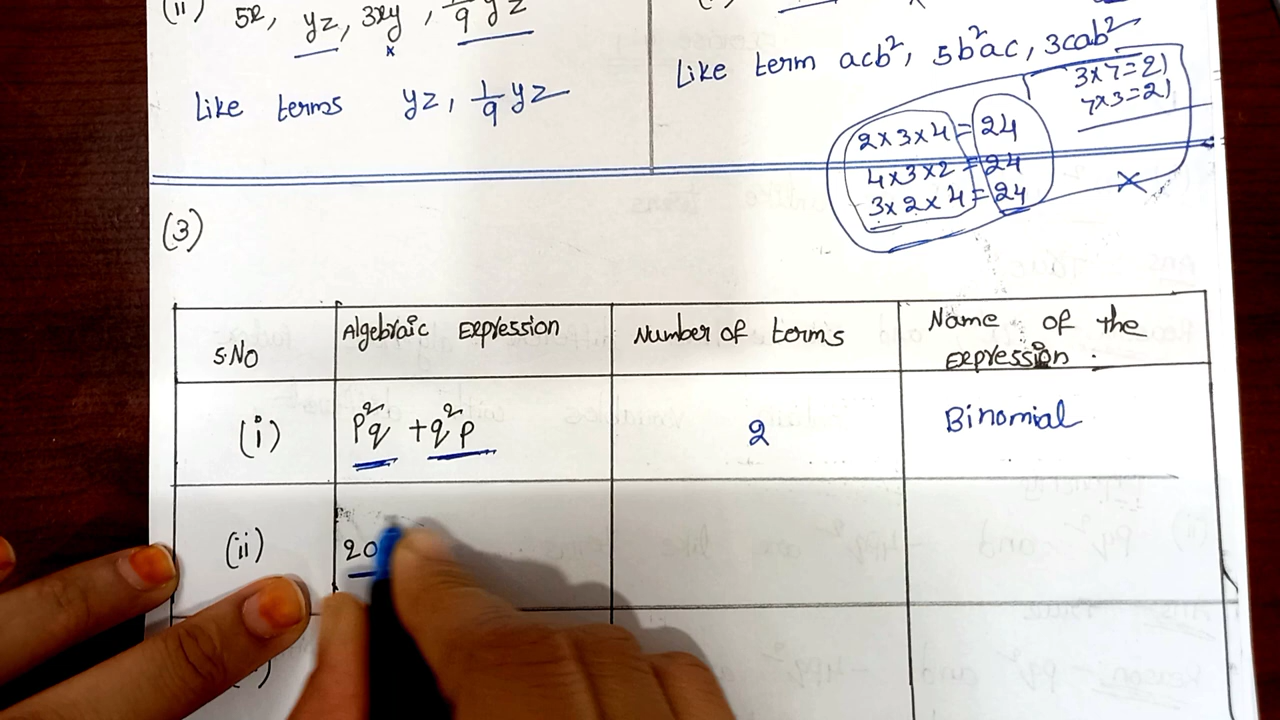 (ii) 5x, yz, 3xy, 1/9 yz
x
Like terms yz, 1/9 yz
Like term acb², 5b²ac, 3cab²
3×7=21
7×3=21
2×3×4=24
4×3×2=24
3×2×4=24
×
(3)
S.NO Algebraic Expression Number of terms Name of the Expression.
(i) p²q + q²p 2 Binomial
(ii) 20